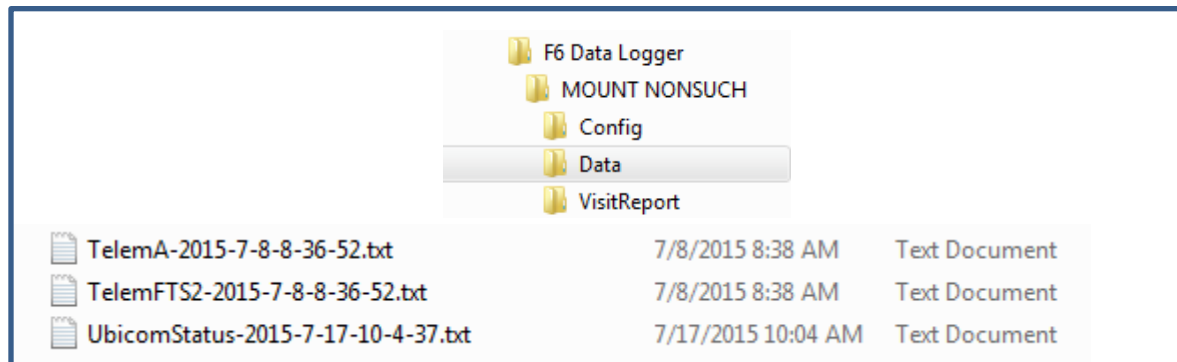 F6 Data Logger
MOUNT NONSUCH
Config
Data
VisitReport
TelemA-2015-7-8-8-36-52.txt 7/8/2015 8:38 AM Text Document
TelemFTS2-2015-7-8-8-36-52.txt 7/8/2015 8:38 AM Text Document
UbicomStatus-2015-7-17-10-4-37.txt 7/17/2015 10:04 AM Text Document